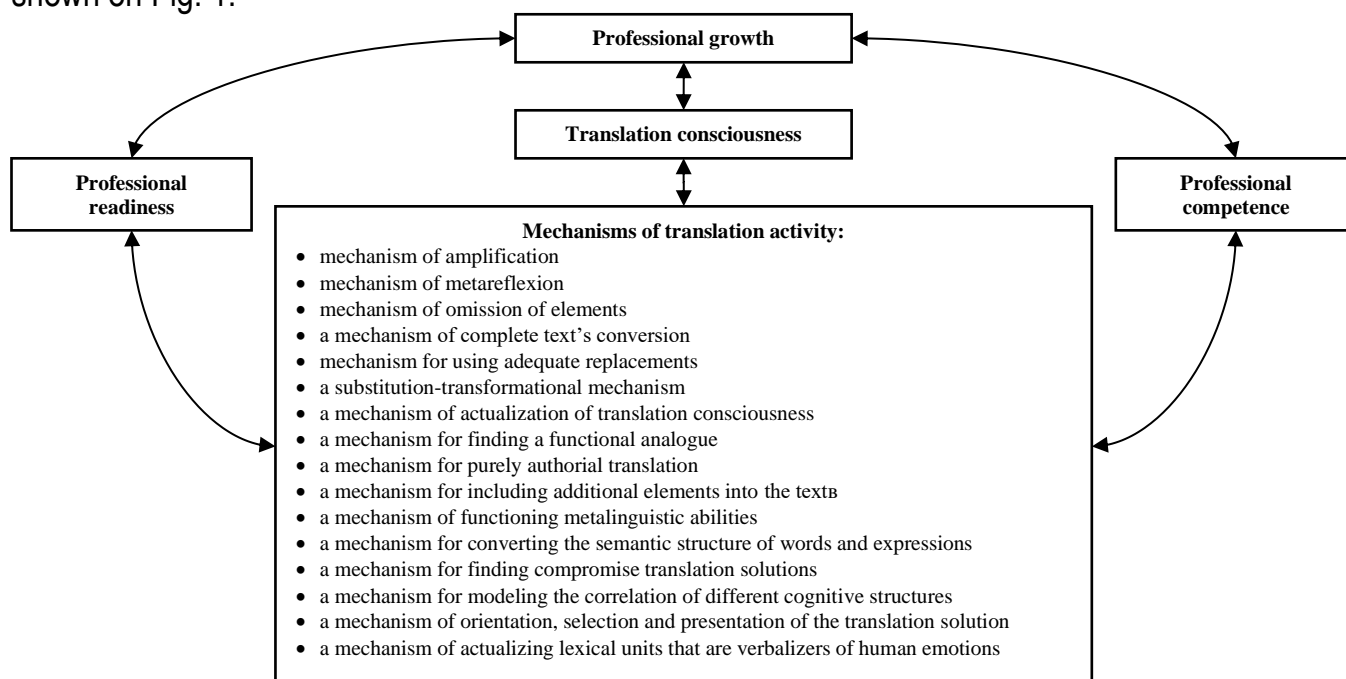 shown on Fig. 1.
Professional growth
Translation consciousness
Professional
readiness
Professional
competence
Mechanisms of translation activity:
• mechanism of amplification
• mechanism of metareflexion
• mechanism of omission of elements
• a mechanism of complete text’s conversion
• mechanism for using adequate replacements
• a substitution-transformational mechanism
• a mechanism of actualization of translation consciousness
• a mechanism for finding a functional analogue
• a mechanism for purely authorial translation
• a mechanism for including additional elements into the textв
• a mechanism of functioning metalinguistic abilities
• a mechanism for converting the semantic structure of words and expressions
• a mechanism for finding compromise translation solutions
• a mechanism for modeling the correlation of different cognitive structures
• a mechanism of orientation, selection and presentation of the translation solution
• a mechanism of actualizing lexical units that are verbalizers of human emotions